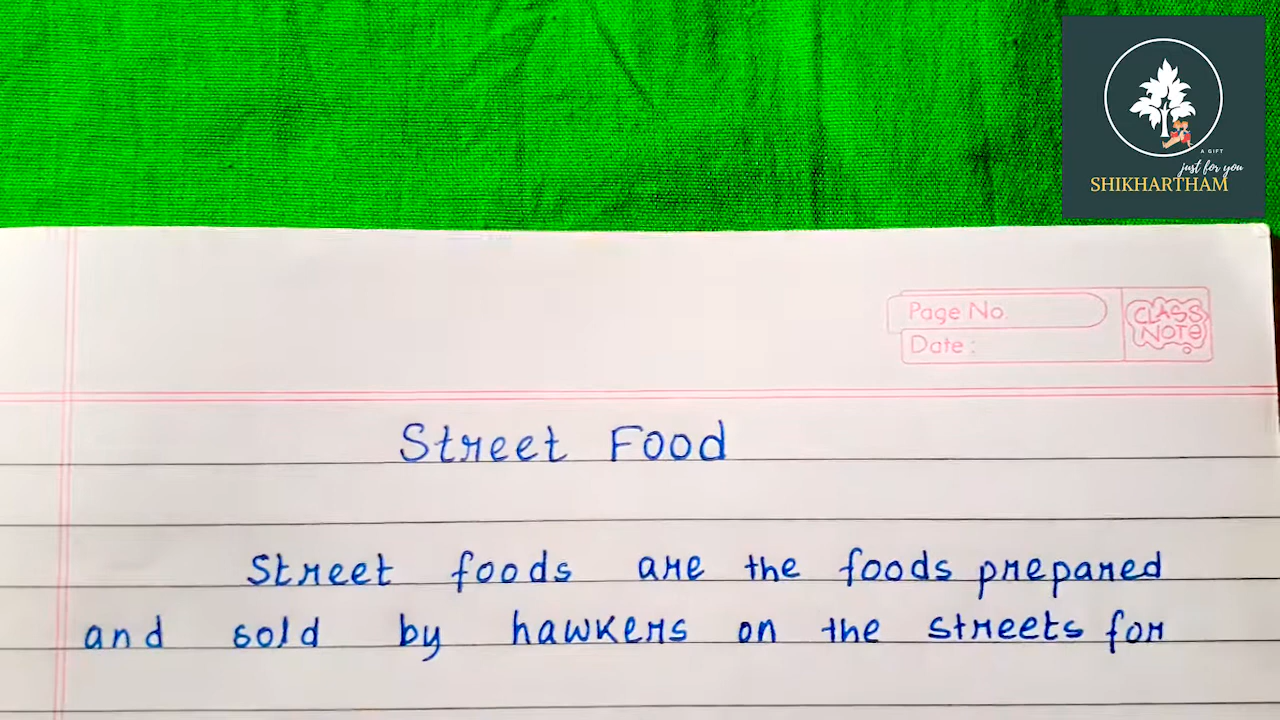 A GIFT
just for you
SHIKHARTHAM
Page No.
Date :
CLASS
NOTE
Street Food
Street foods are the foods prepared
and sold by hawkers on the streets for